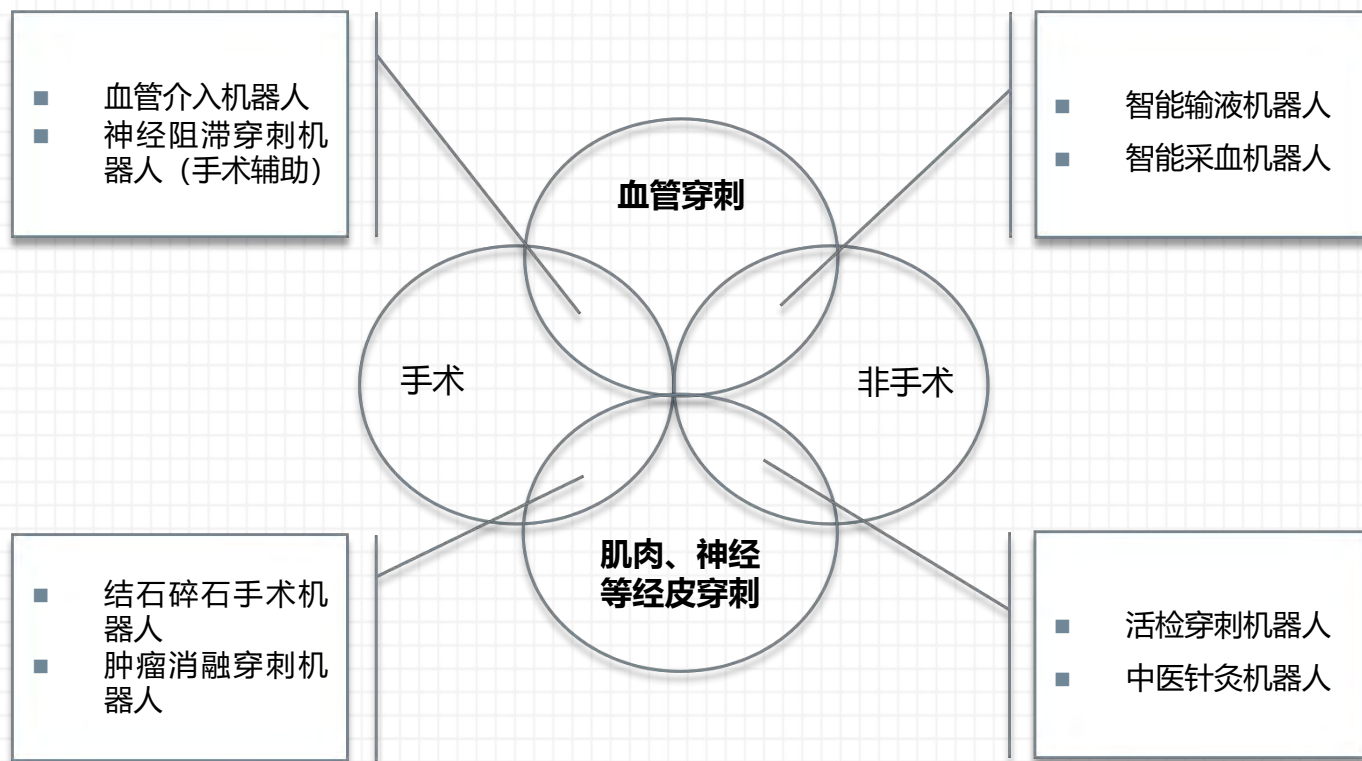 血管介入机器人
神经阻滞穿刺机
器人（手术辅助）
智能输液机器人
智能采血机器人
血管穿刺
手术
非手术
肌肉、神经
等经皮穿刺
结石碎石手术机
器人
肿瘤消融穿刺机
器人
活检穿刺机器人
中医针灸机器人